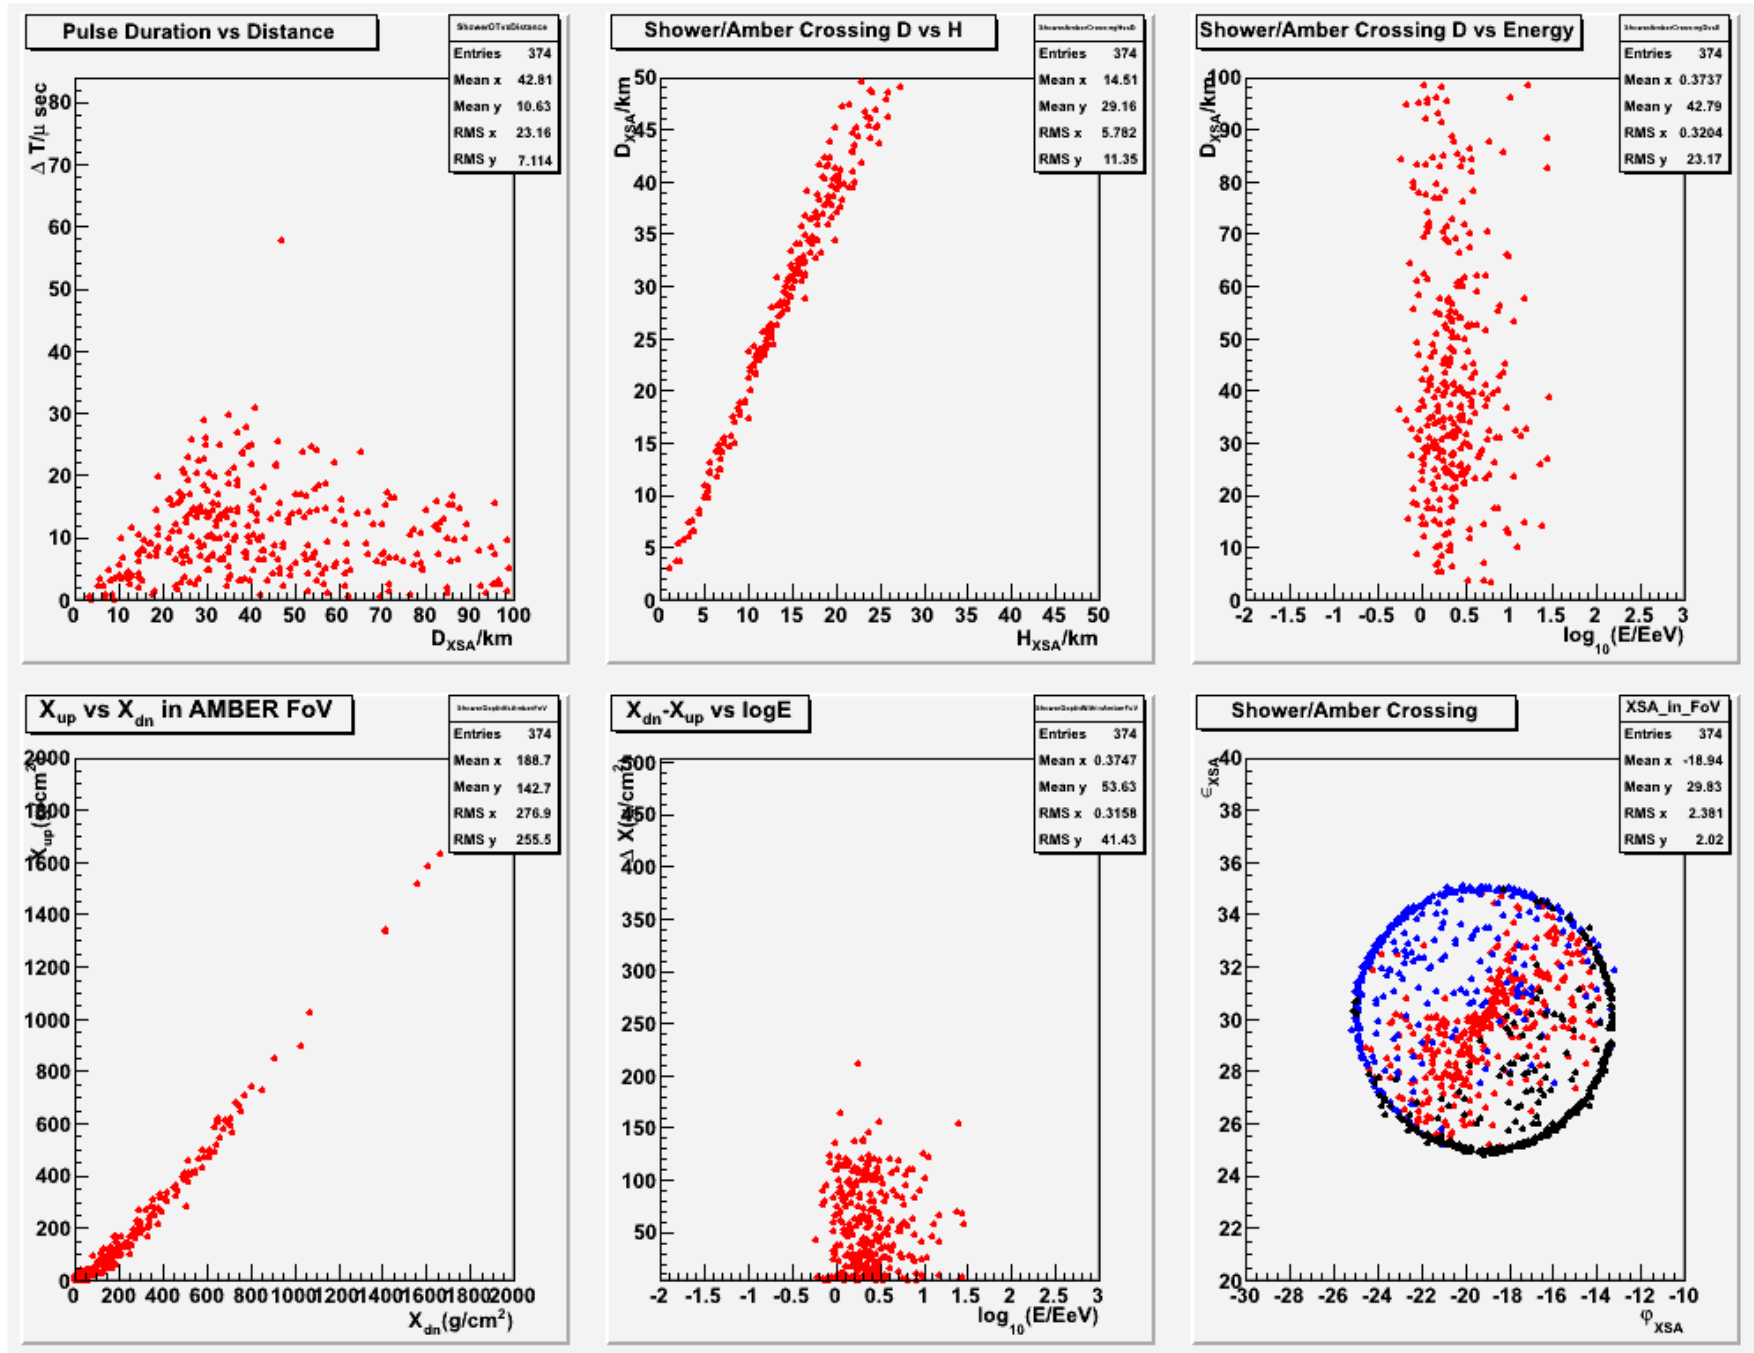 Pulse Duration vs Distance
ShowerDTvsDistance
Entries 374
Mean x 42.81
Mean y 10.63
RMS x 23.16
RMS y 7.114
Δ T/μ sec
80
70
60
50
40
30
20
10
0
0 10 20 30 40 50 60 70 80 90 100
D_XSA/km
Shower/Amber Crossing D vs H
Entries 374
Mean x 14.51
Mean y 29.16
RMS x 5.782
RMS y 11.35
D_XSA/km
50
45
40
35
30
25
20
15
10
5
0
0 5 10 15 20 25 30 35 40 45 50
H_XSA/km
Shower/Amber Crossing D vs Energy
Entries 374
Mean x 0.3737
Mean y 42.79
RMS x 0.3204
RMS y 23.17
D_XSA/km
100
90
80
70
60
50
40
30
20
10
0
-2 -1.5 -1 -0.5 0 0.5 1 1.5 2 2.5 3
log_10(E/EeV)
X_up vs X_dn in AMBER FoV
Entries 374
Mean x 188.7
Mean y 142.7
RMS x 276.9
RMS y 255.5
X_up(g/cm²)
2000
1800
1600
1400
1200
1000
800
600
400
200
0
0 200 400 600 800 1000 1200 1400 1600 1800 2000
X_dn(g/cm²)
X_dn-X_up vs logE
Entries 374
Mean x 0.3747
Mean y 53.63
RMS x 0.3158
RMS y 41.43
Δ X(g/cm²)
500
450
400
350
300
250
200
150
100
50
-2 -1.5 -1 -0.5 0 0.5 1 1.5 2 2.5 3
log_10(E/EeV)
Shower/Amber Crossing
XSA_in_FoV
Entries 374
Mean x -18.94
Mean y 29.83
RMS x 2.381
RMS y 2.02
ϵ_XSA
40
36
34
32
30
28
26
24
22
20
-30 -28 -26 -24 -22 -20 -18 -16 -14 -12 -10
φ_XSA